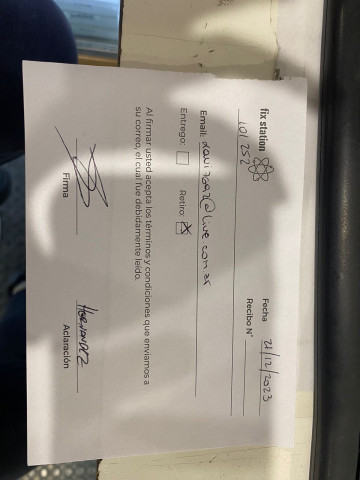 fix station
Fecha 21/12/2023
101 252
Recibo N°
Email: @live.com.ar
Entrego: Retiro: X
Al firmar usted acepta los términos y condiciones que enviamos a
su correo, el cual fue debidamente leído.
HERNANDEZ
Firma Aclaración